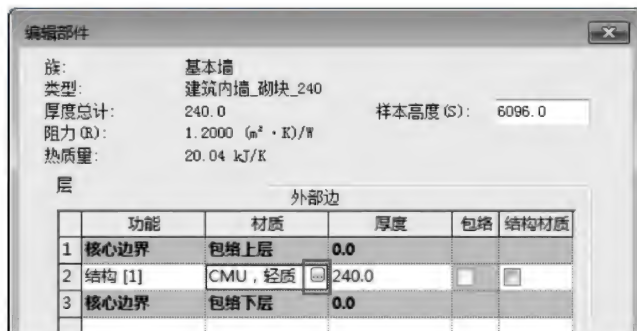 编辑部件
族: 基本墙
类型: 建筑内墙_砌块_240
厚度总计: 240.0 样本高度(S): 6096.0
阻力(R): 1.2000 (m²·K)/W
热质量: 20.04 kJ/K
层
外部边
功能 材质 厚度 包络 结构材质
1 核心边界 包络上层 0.0
2 结构 [1] CMU，轻质 240.0
3 核心边界 包络下层 0.0